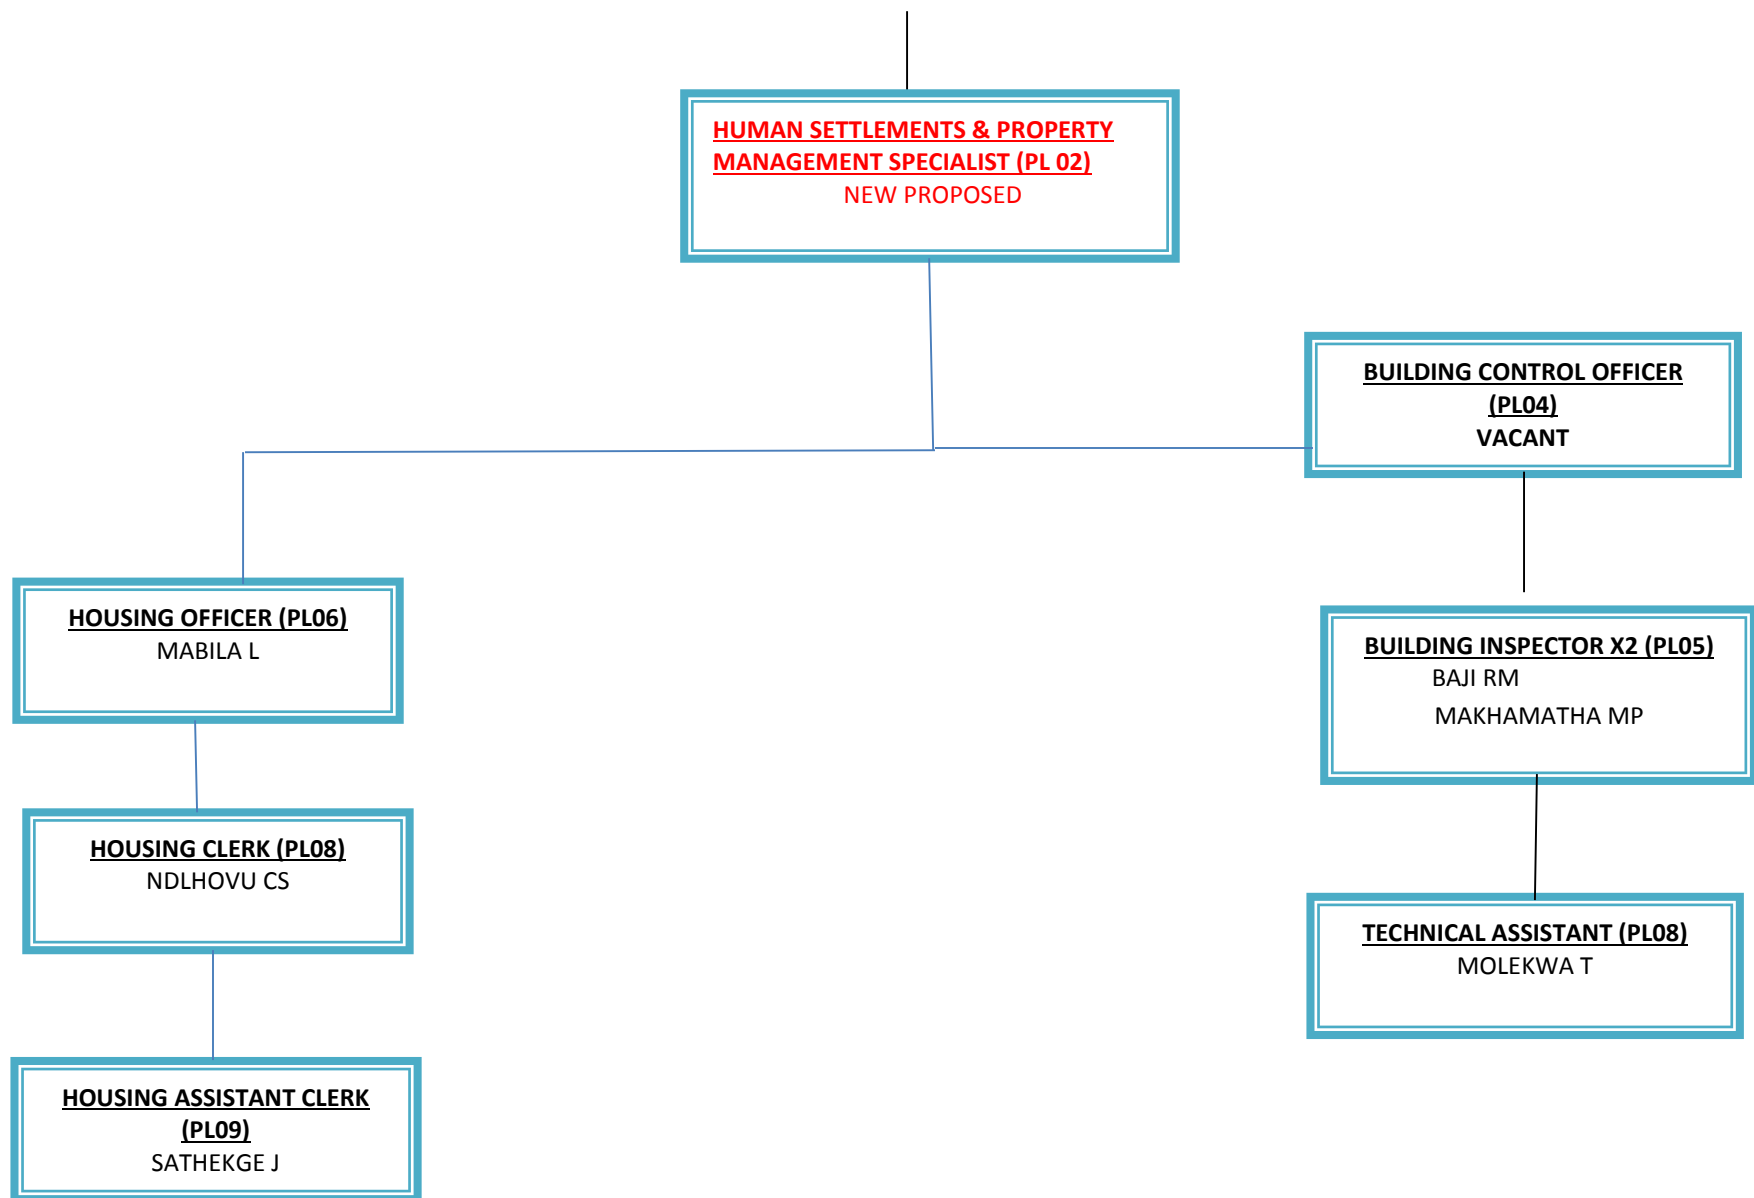 HUMAN SETTLEMENTS & PROPERTY
MANAGEMENT SPECIALIST (PL 02)
NEW PROPOSED
BUILDING CONTROL OFFICER
(PL04)
VACANT
HOUSING OFFICER (PL06)
MABILA L
BUILDING INSPECTOR X2 (PL05)
BAJI RM
MAKHAMATHA MP
HOUSING CLERK (PL08)
NDLHOVU CS
TECHNICAL ASSISTANT (PL08)
MOLEKWA T
HOUSING ASSISTANT CLERK
(PL09)
SATHEKGE J